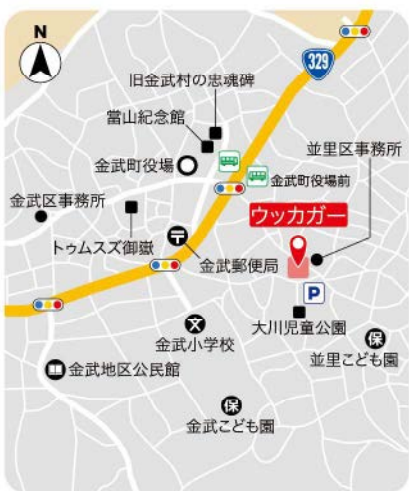 N
329
旧金武村の忠魂碑
當山紀念館
金武町役場
並里区事務所
金武町役場前
金武区事務所
ウッカガー
トゥムスズ御嶽
〒
金武郵便局
P
大川児童公園
文
金武小学校
保
並里こども園
金武地区公民館
保
金武こども園